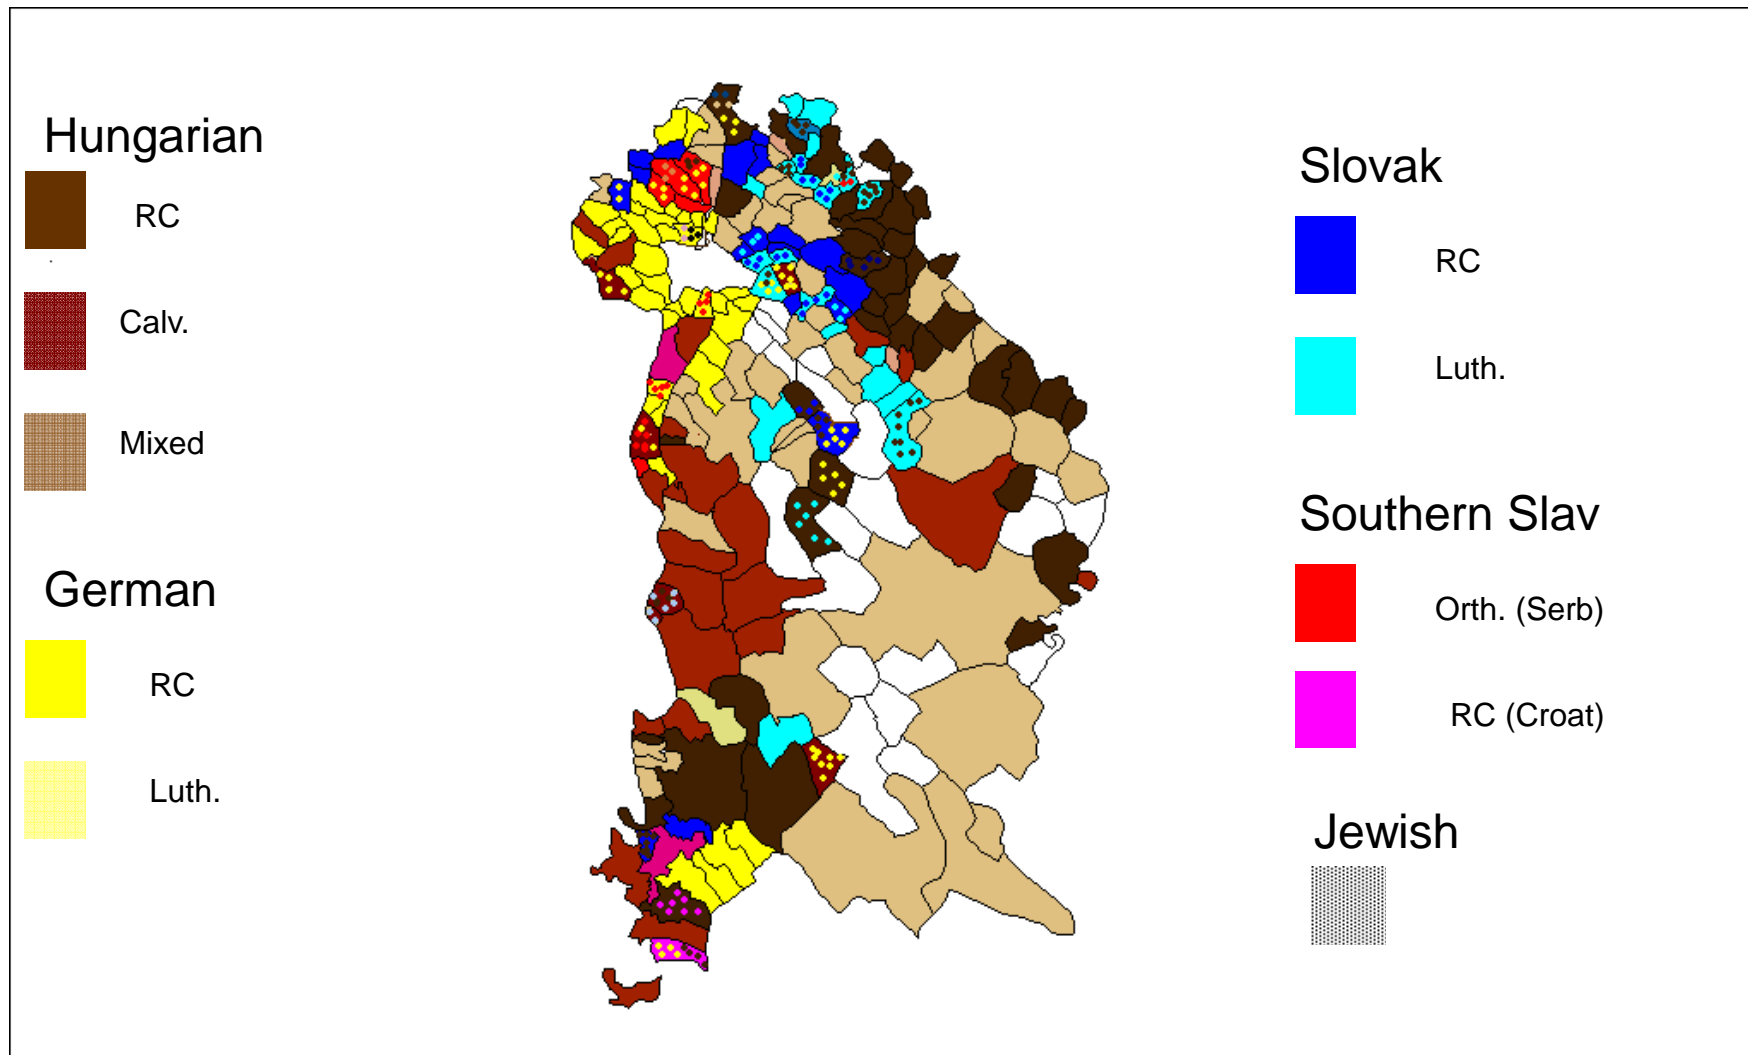 Hungarian
RC
Calv.
Mixed
German
RC
Luth.
Slovak
RC
Luth.
Southern Slav
Orth. (Serb)
RC (Croat)
Jewish